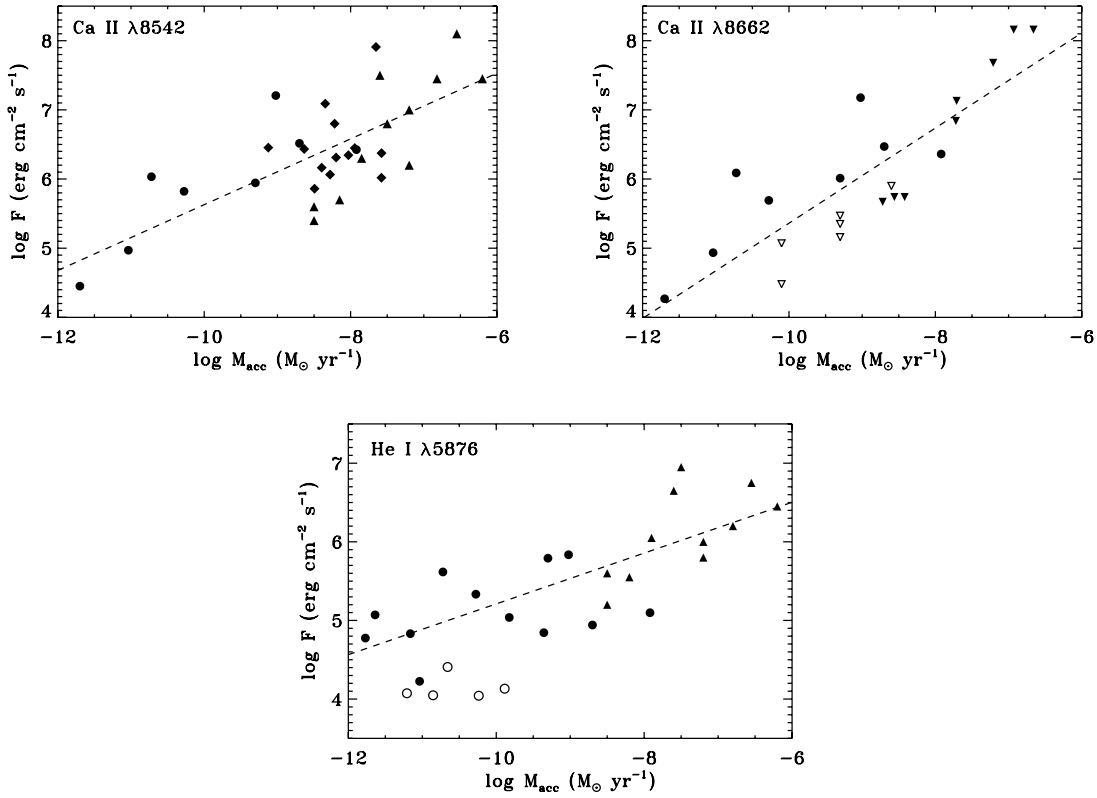 Ca II λ8542
8
7
6
5
4
log F (erg cm⁻² s⁻¹)
−12 −10 −8 −6
log Macc (M⊙ yr⁻¹)
Ca II λ8662
8
7
6
5
4
log F (erg cm⁻² s⁻¹)
−12 −10 −8 −6
log Macc (M⊙ yr⁻¹)
He I λ5876
7
6
5
4
log F (erg cm⁻² s⁻¹)
−12 −10 −8 −6
log Macc (M⊙ yr⁻¹)